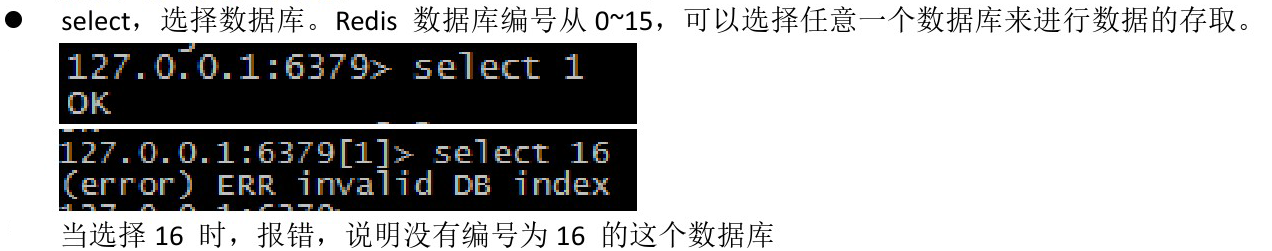 ● select，选择数据库。Redis 数据库编号从 0~15，可以选择任意一个数据库来进行数据的存取。
127.0.0.1:6379> select 1
OK
127.0.0.1:6379[1]> select 16
(error) ERR invalid DB index
当选择 16 时，报错，说明没有编号为 16 的这个数据库